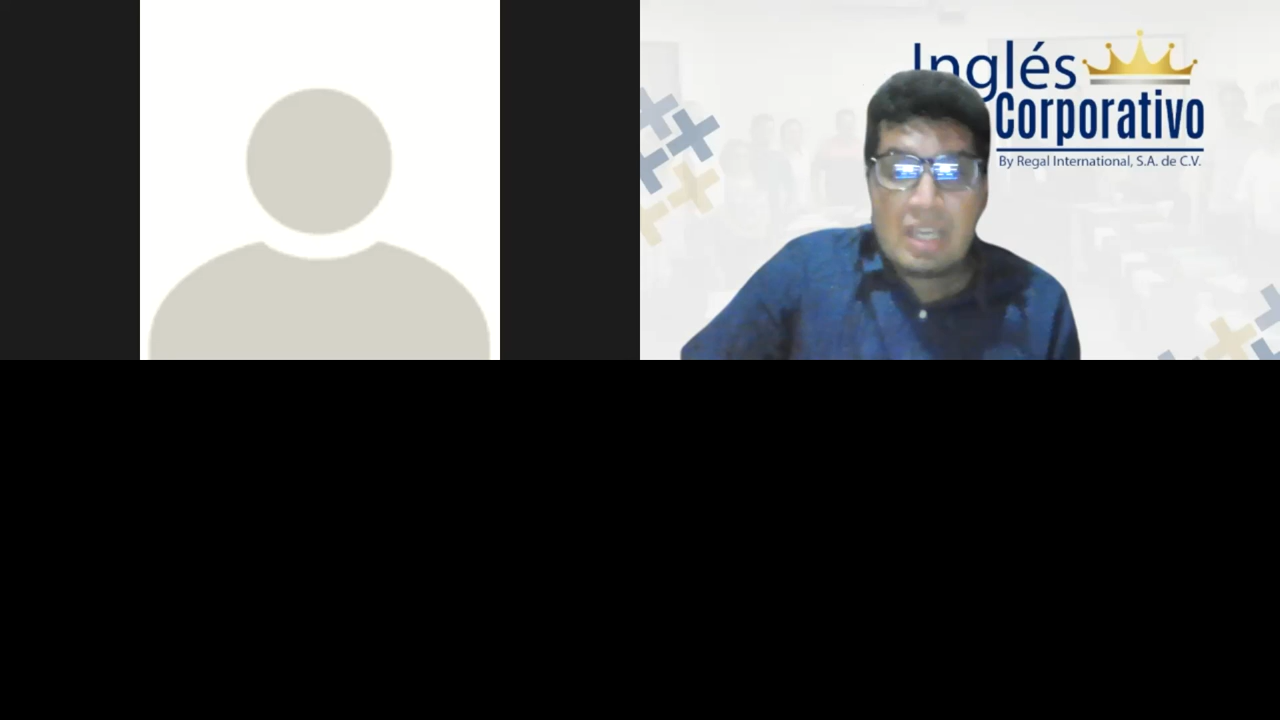 Inglés
Corporativo
By Regal International, S.A. de C.V.